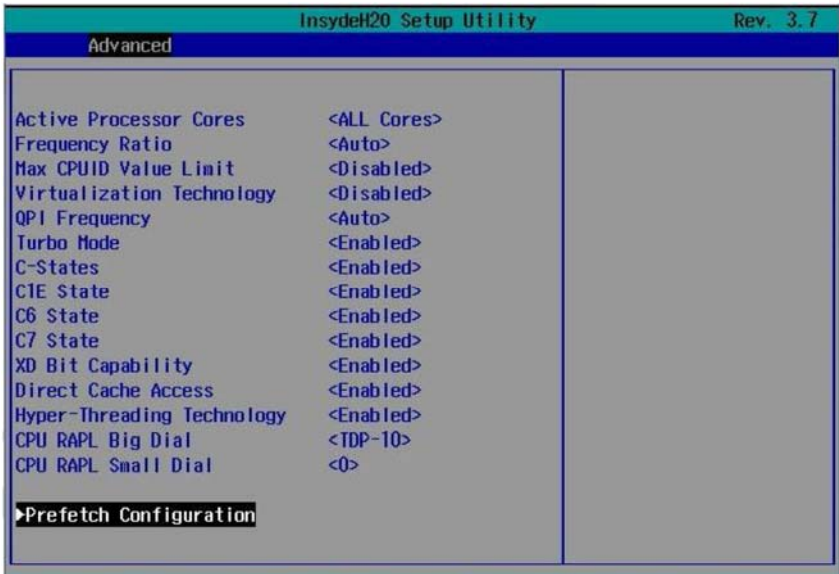 InsydeH20 Setup Utility Rev. 3.7
Advanced
Active Processor Cores <ALL Cores>
Frequency Ratio <Auto>
Max CPUID Value Limit <Disabled>
Virtualization Technology <Disabled>
QPI Frequency <Auto>
Turbo Mode <Enabled>
C-States <Enabled>
C1E State <Enabled>
C6 State <Enabled>
C7 State <Enabled>
XD Bit Capability <Enabled>
Direct Cache Access <Enabled>
Hyper-Threading Technology <Enabled>
CPU RAPL Big Dial <TDP-10>
CPU RAPL Small Dial <0>
▶Prefetch Configuration